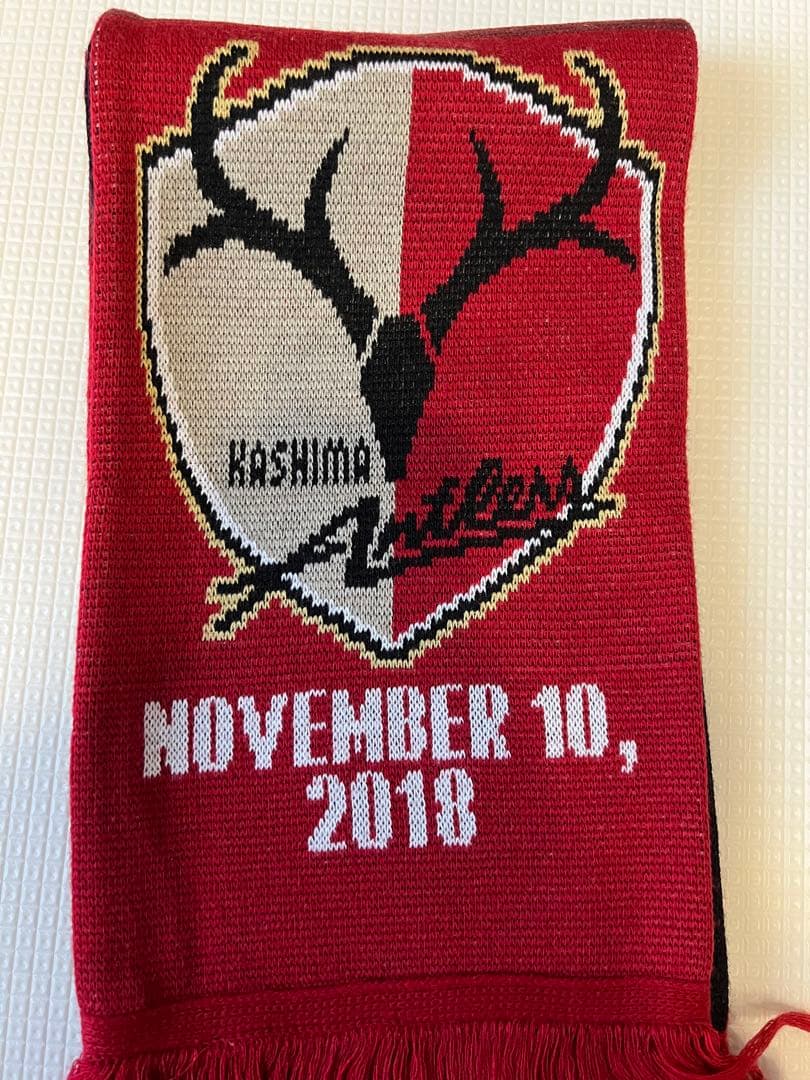 KASHIMA
Antlers
NOVEMBER 10,
2018